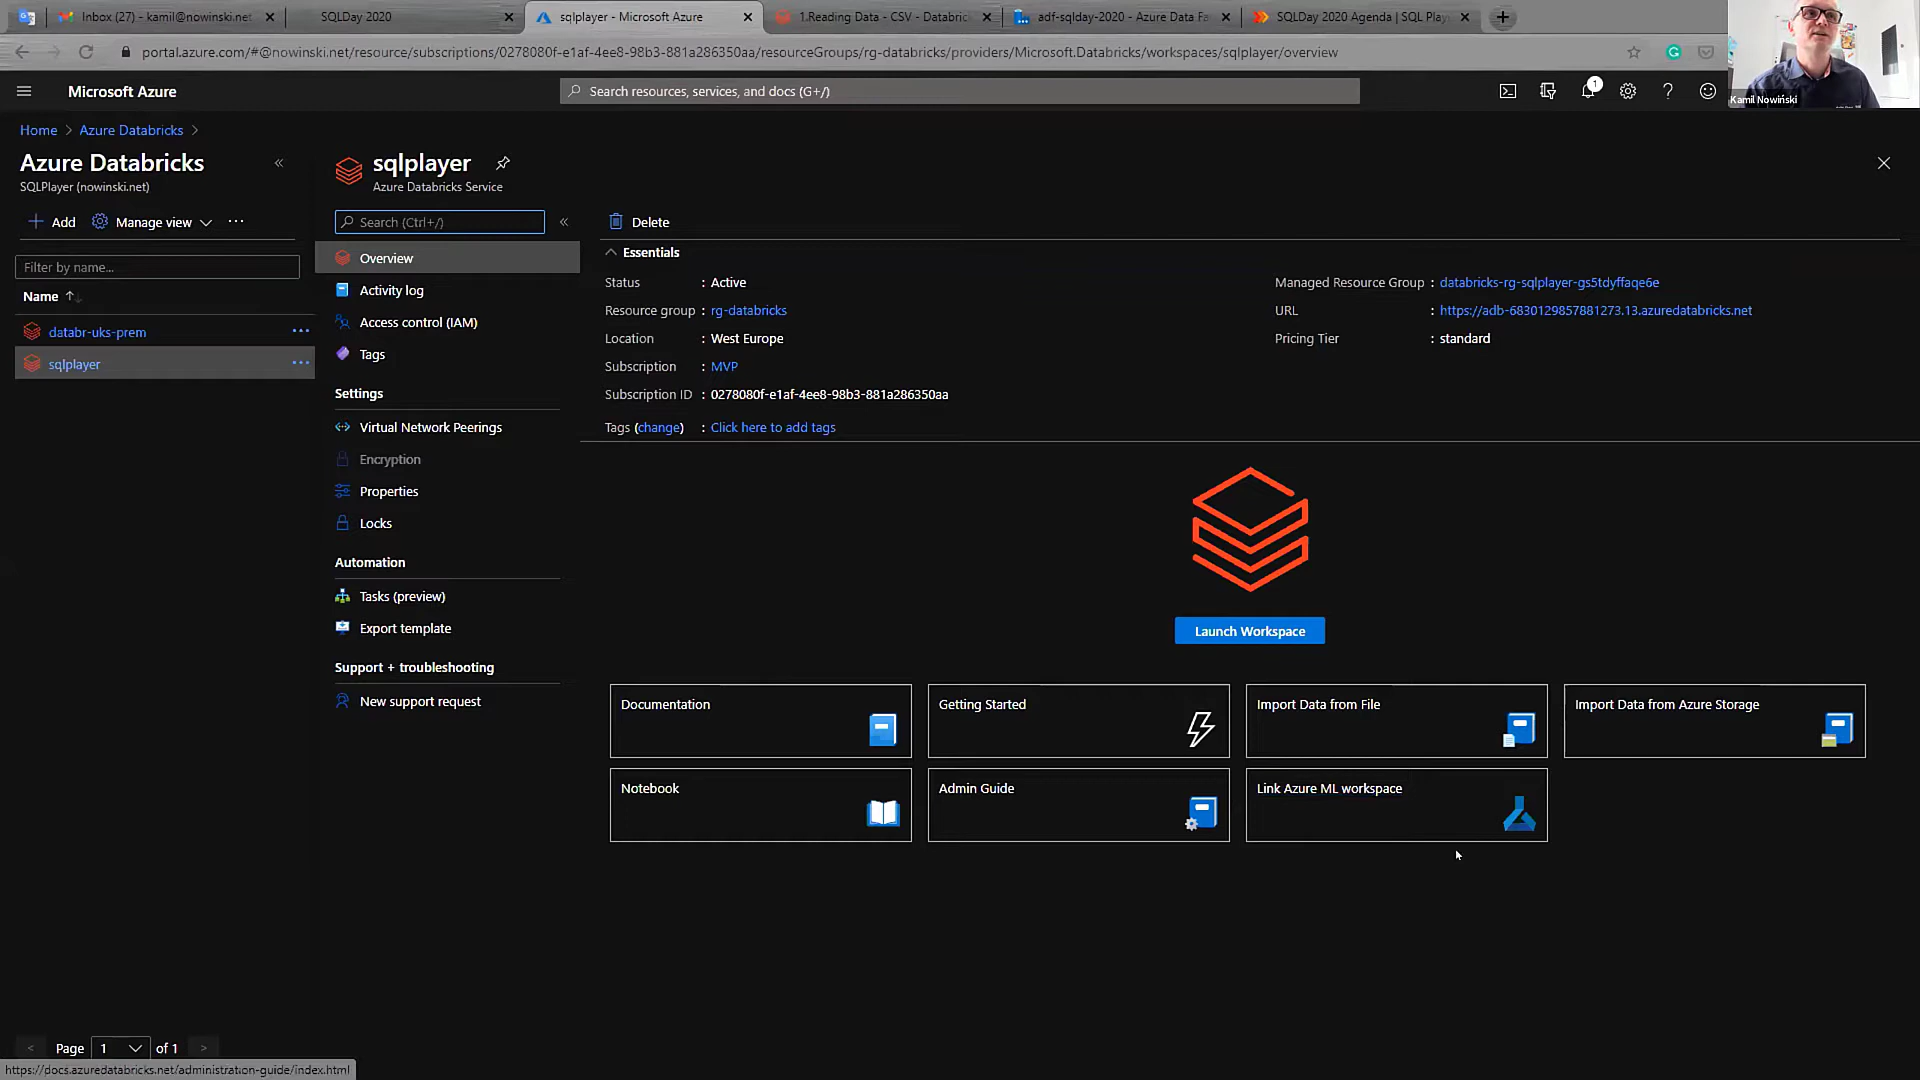 Inbox (27) - kamil@nowinski.net
SQLDay 2020
sqlplayer - Microsoft Azure
1.Reading Data - CSV - Databric
adf-sqlday-2020 - Azure Data Fa
SQLDay 2020 Agenda | SQL Play
portal.azure.com/#@nowinski.net/resource/subscriptions/0278080f-e1af-4ee8-98b3-881a286350aa/resourceGroups/rg-databricks/providers/Microsoft.Databricks/workspaces/sqlplayer/overview
Microsoft Azure
Search resources, services, and docs (G+/)
1
Kamil Nowiński
Home > Azure Databricks >
Azure Databricks
SQLPlayer (nowinski.net)
Add
Manage view
Filter by name...
Name
databr-uks-prem
sqlplayer
Page 1 of 1
https://docs.azuredatabricks.net/administration-guide/index.html
sqlplayer
Azure Databricks Service
Search (Ctrl+/)
Overview
Activity log
Access control (IAM)
Tags
Settings
Virtual Network Peerings
Encryption
Properties
Locks
Automation
Tasks (preview)
Export template
Support + troubleshooting
New support request
Delete
Essentials
Status : Active
Resource group : rg-databricks
Location : West Europe
Subscription : MVP
Subscription ID : 0278080f-e1af-4ee8-98b3-881a286350aa
Tags (change) : Click here to add tags
Managed Resource Group : databricks-rg-sqlplayer-gs5tdyffaqe6e
URL : https://adb-6830129857881273.13.azuredatabricks.net
Pricing Tier : standard
Launch Workspace
Documentation
Getting Started
Import Data from File
Import Data from Azure Storage
Notebook
Admin Guide
Link Azure ML workspace